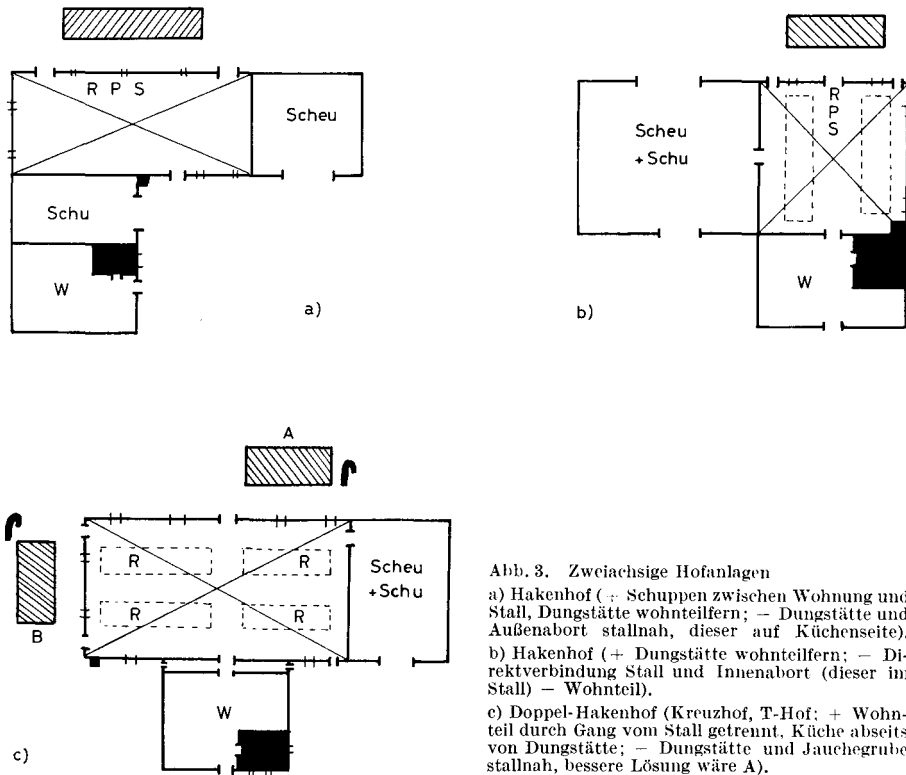 R P S
Scheu
Schu
W
a)
Scheu
+Schu
R
P
S
W
b)
A
B
R
R
R
R
Scheu
+Schu
W
c)
Abb. 3. Zweiachsige Hofanlagen
a) Hakenhof (+ Schuppen zwischen Wohnung und
Stall, Dungstätte wohnteilfern; − Dungstätte und
Außenabort stallnah, dieser auf Küchenseite).
b) Hakenhof (+ Dungstätte wohnteilfern; − Di-
rektverbindung Stall und Innenabort (dieser im
Stall) − Wohnteil).
c) Doppel-Hakenhof (Kreuzhof, T-Hof; + Wohn-
teil durch Gang vom Stall getrennt, Küche abseits
von Dungstätte; − Dungstätte und Jauchegrube
stallnah, bessere Lösung wäre A).